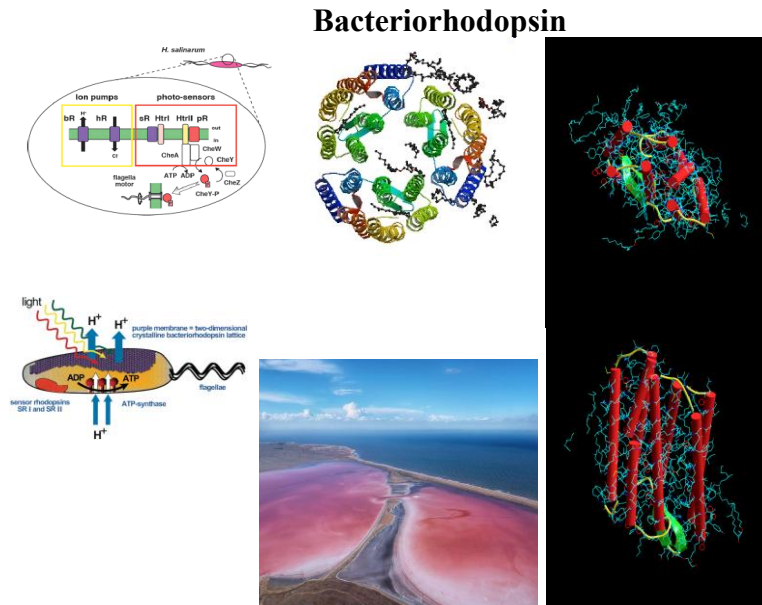 Bacteriorhodopsin
H. salinarum
Ion pumps
photo-sensors
bR
hR
sR
HtrI
HtrII
pR
H⁺
Cl⁻
out
in
CheW
CheA
CheY
ATP
ADP
CheZ
flagella
motor
CheY-P
light
H+
H+
purple membrane = two-dimensional
crystalline bacteriorhodopsin lattice
ADP
ATP
flagellae
sensor rhodopsins
SR I and SR II
ATP-synthase
H+